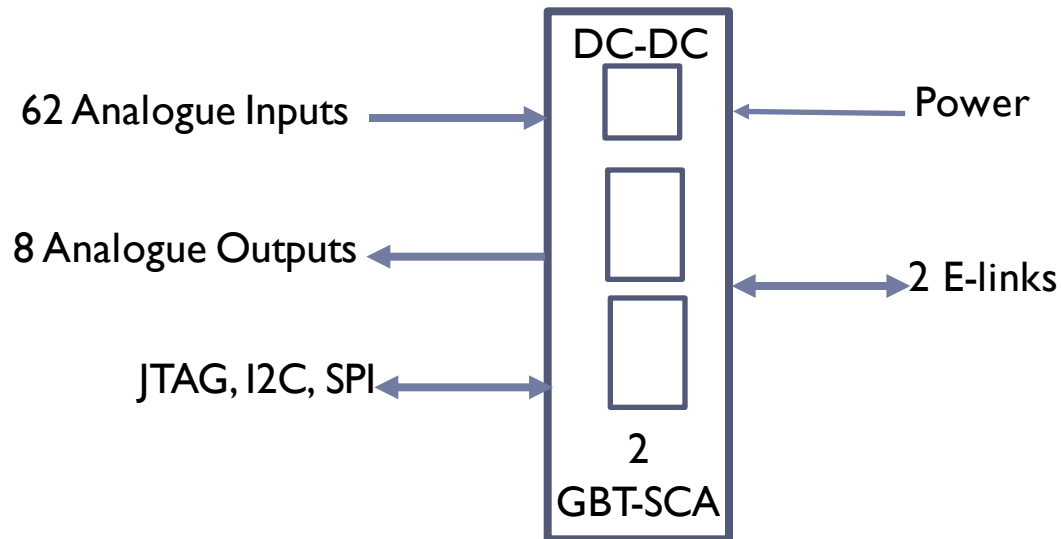 DC-DC
62 Analogue Inputs
Power
8 Analogue Outputs
2 E-links
JTAG, I2C, SPI
2
GBT-SCA